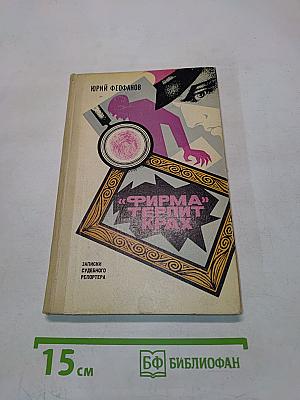 ЮРИЙ ФЕОФАНОВ
«ФИРМА»
ТЕРПИТ
КРАХ
ЗАПИСКИ
СУДЕБНОГО
РЕПОРТЕРА
15 см
БФ БИБЛИОФАН